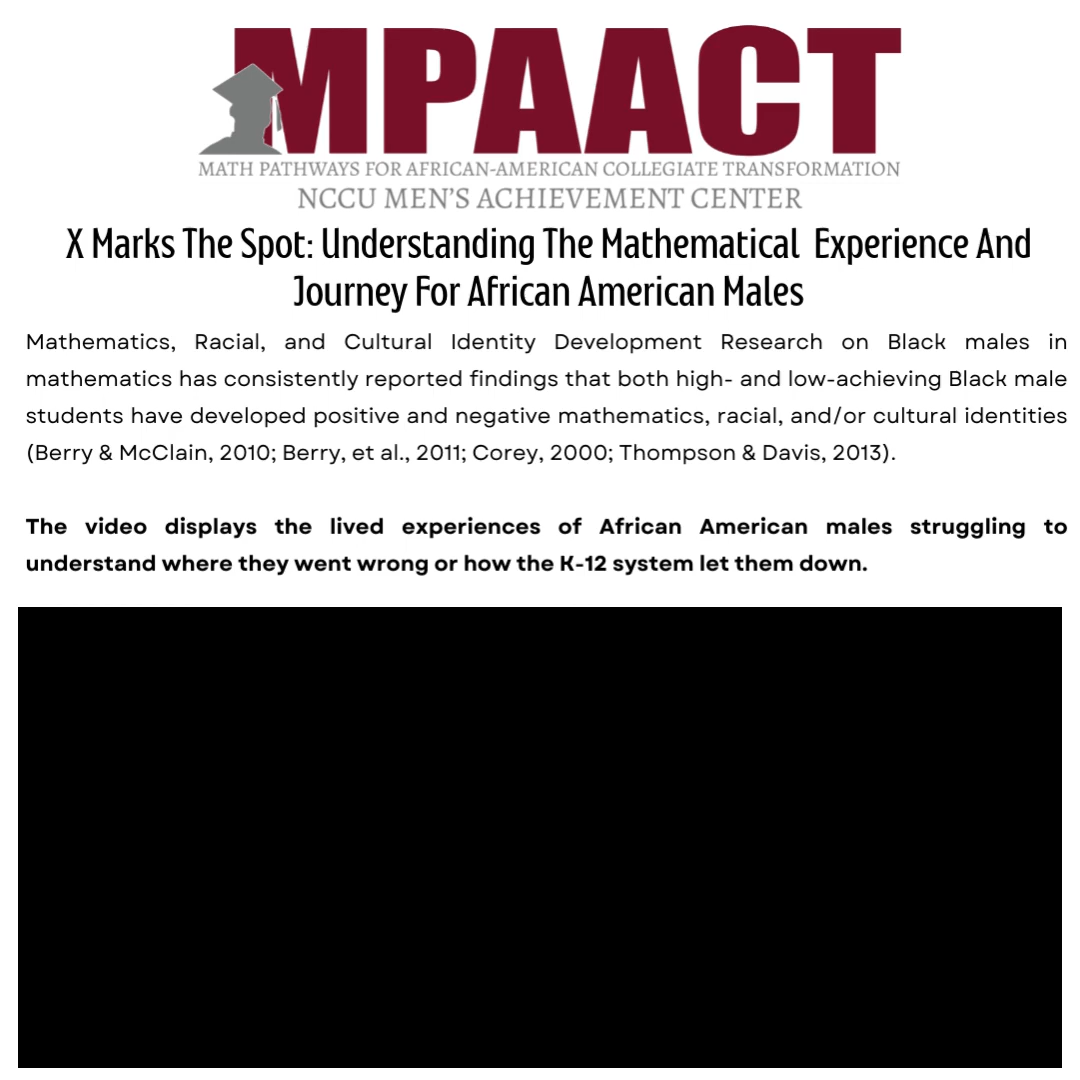 MPAACT
MATH PATHWAYS FOR AFRICAN-AMERICAN COLLEGIATE TRANSFORMATION
NCCU MEN'S ACHIEVEMENT CENTER
X Marks The Spot: Understanding The Mathematical Experience And
Journey For African American Males
Mathematics, Racial, and Cultural Identity Development Research on Black males in
mathematics has consistently reported findings that both high- and low-achieving Black male
students have developed positive and negative mathematics, racial, and/or cultural identities
(Berry & McClain, 2010; Berry, et al., 2011; Corey, 2000; Thompson & Davis, 2013).
The video displays the lived experiences of African American males struggling to
understand where they went wrong or how the K-12 system let them down.